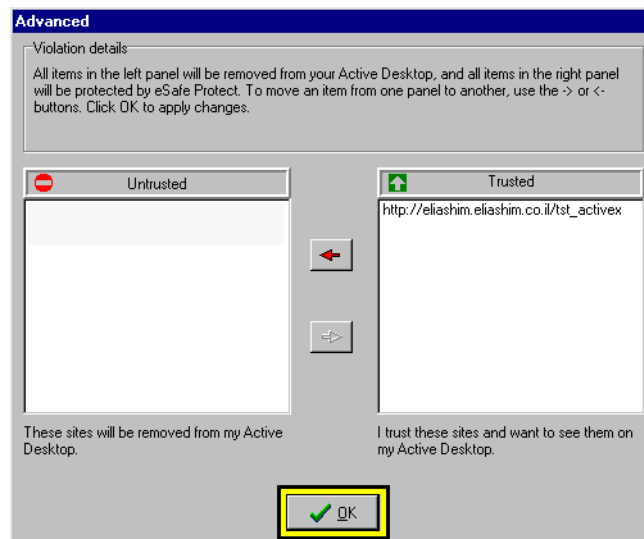 Advanced
Violation details
All items in the left panel will be removed from your Active Desktop, and all items in the right panel
will be protected by eSafe Protect. To move an item from one panel to another, use the -> or <-
buttons. Click OK to apply changes.
Untrusted
Trusted
http://eliashim.eliashim.co.il/tst_activex
These sites will be removed from my Active
Desktop.
I trust these sites and want to see them on
my Active Desktop.
OK